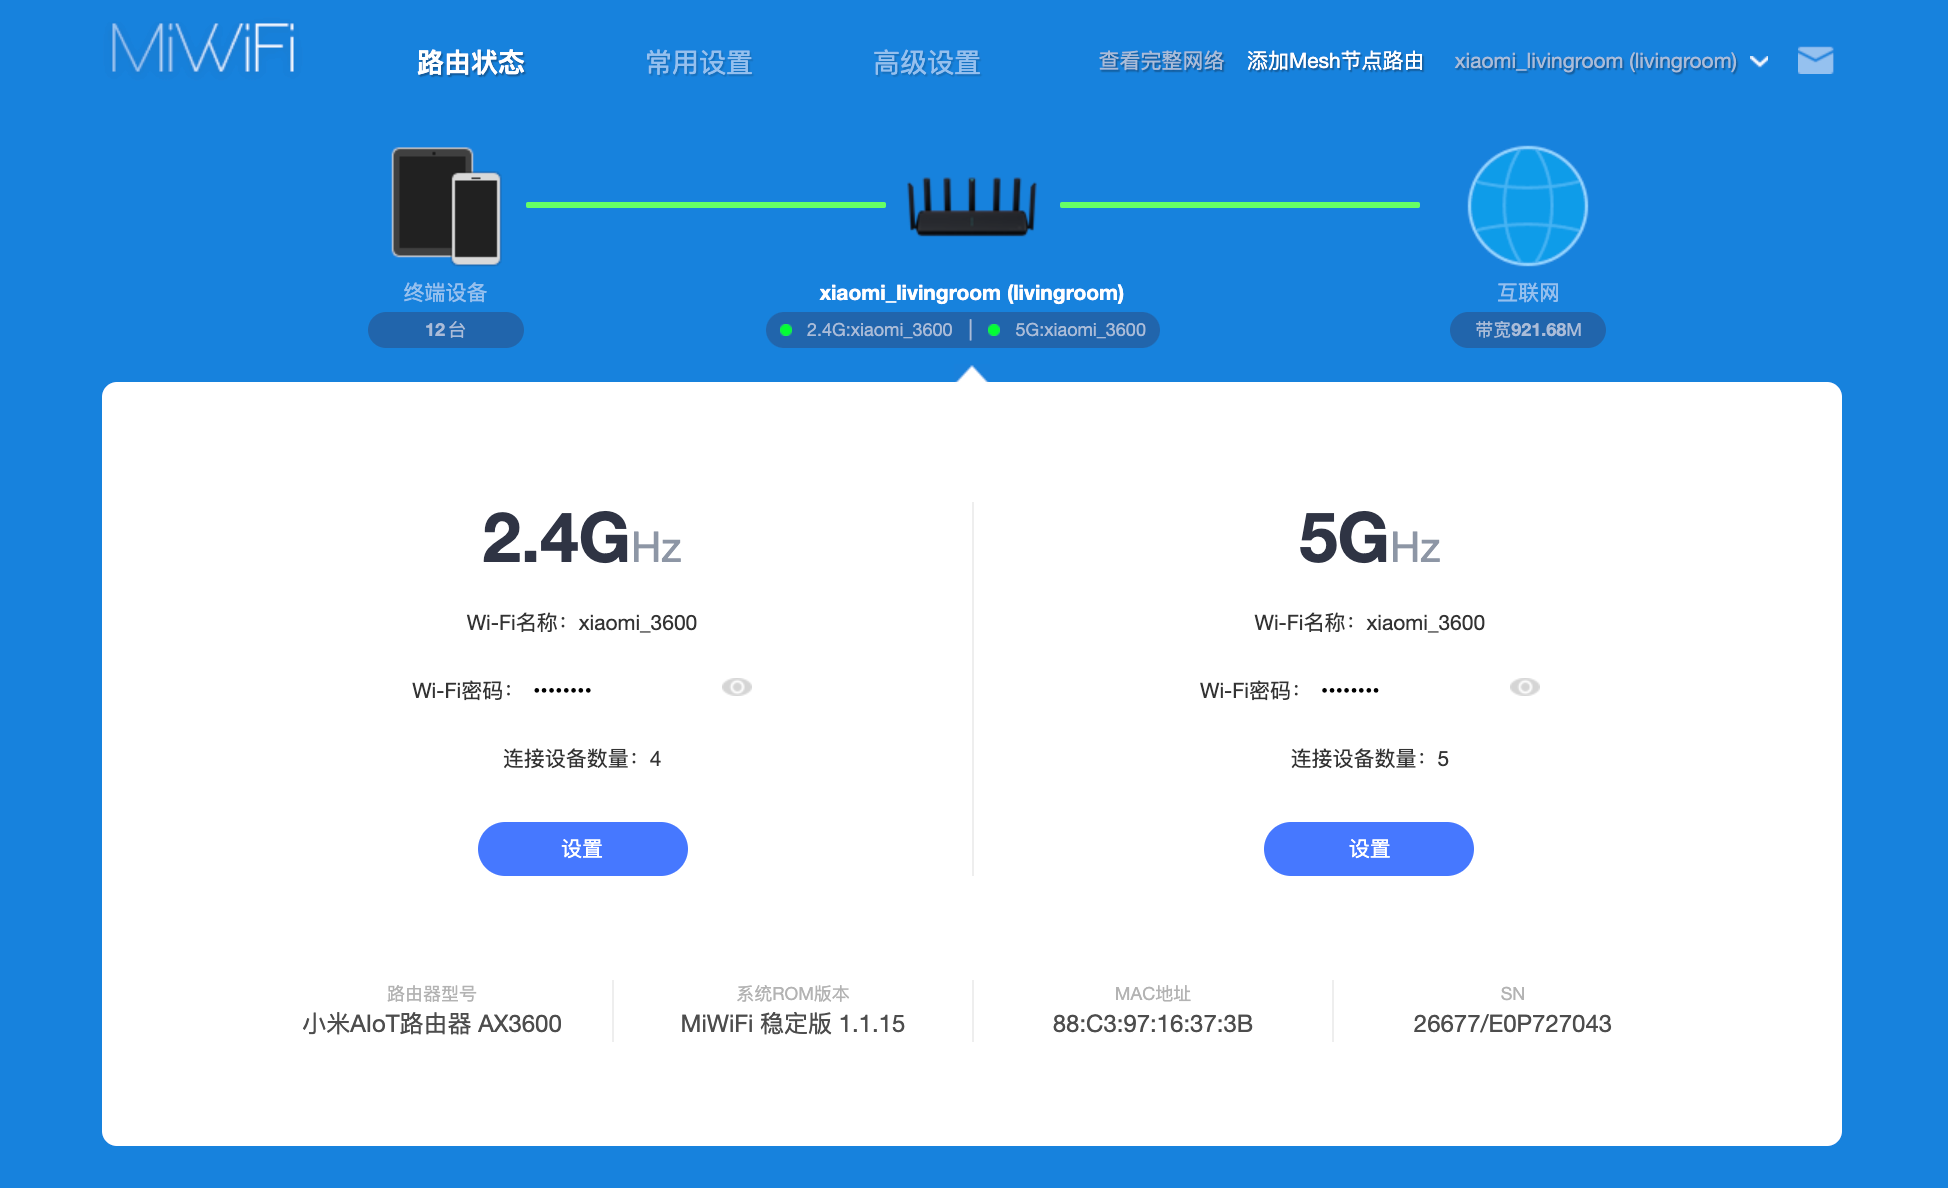 MiWiFi
路由状态
常用设置
高级设置
查看完整网络
添加Mesh节点路由
xiaomi_livingroom (livingroom)
终端设备
12 台
xiaomi_livingroom (livingroom)
2.4G:xiaomi_3600 | 5G:xiaomi_3600
互联网
带宽921.68M
2.4GHz
Wi-Fi名称：xiaomi_3600
Wi-Fi密码： ••••••••
连接设备数量：4
设置
5GHz
Wi-Fi名称：xiaomi_3600
Wi-Fi密码： ••••••••
连接设备数量：5
设置
路由器型号
小米AIoT路由器 AX3600
系统ROM版本
MiWiFi 稳定版 1.1.15
MAC地址
88:C3:97:16:37:3B
SN
26677/E0P727043